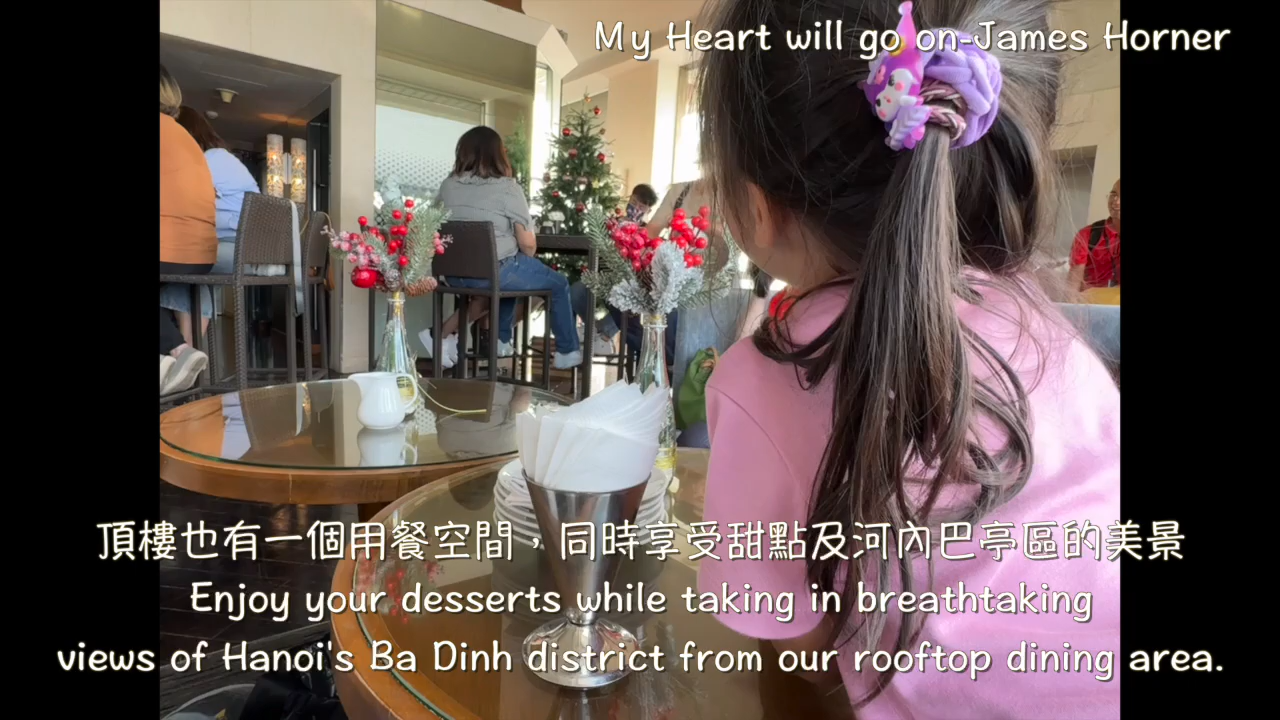 My Heart will go on-James Horner
頂樓也有一個用餐空間，同時享受甜點及河內巴亭區的美景
Enjoy your desserts while taking in breathtaking
views of Hanoi's Ba Dinh district from our rooftop dining area.